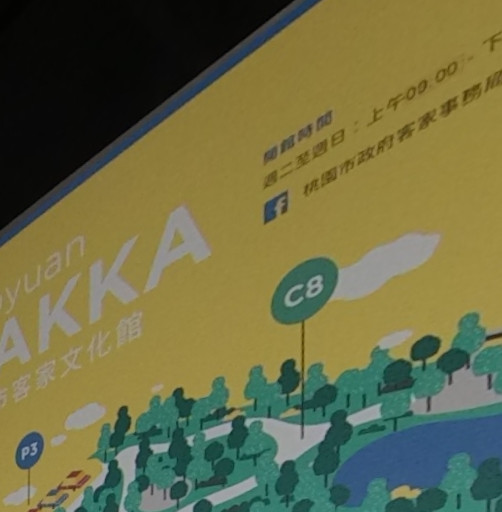 開館時間
週二至週日：上午09:00 - 下
桃園市政府客家事務局
yuan
AKKA
市客家文化館
C8
P3